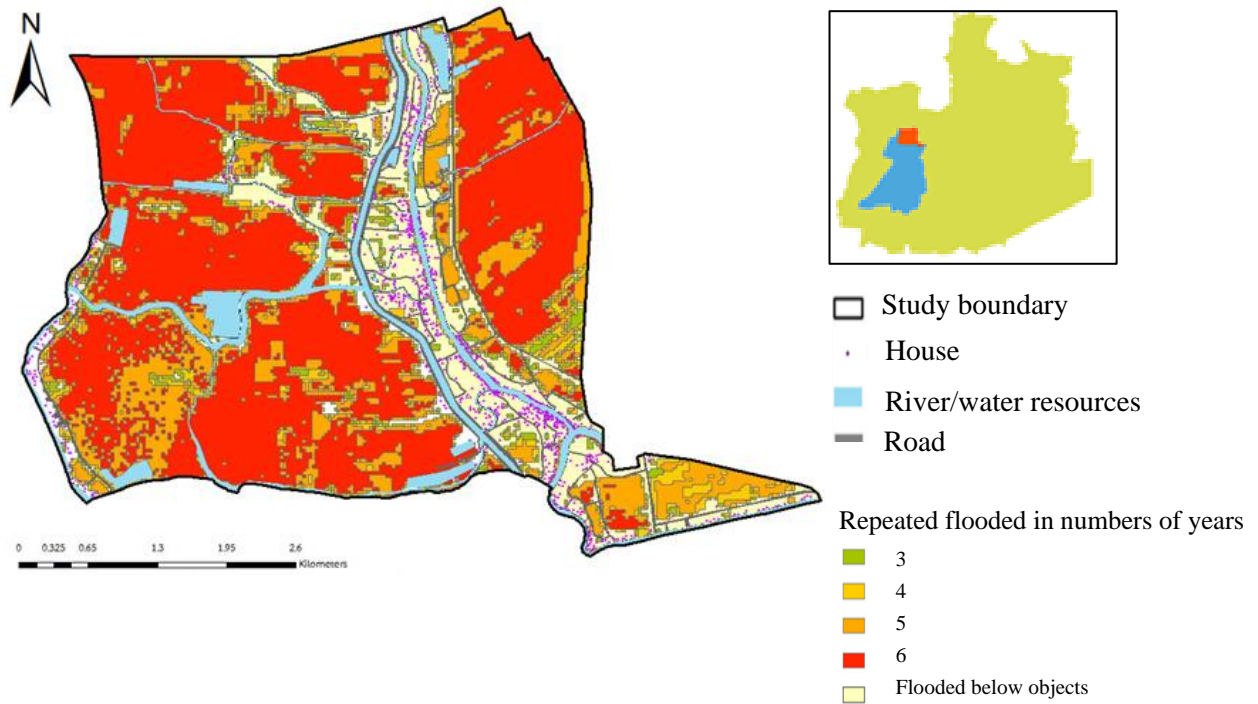 N
Study boundary
House
River/water resources
Road
Repeated flooded in numbers of years
3
4
5
6
Flooded below objects
0 0.325 0.65 1.3 1.95 2.6
Kilometers